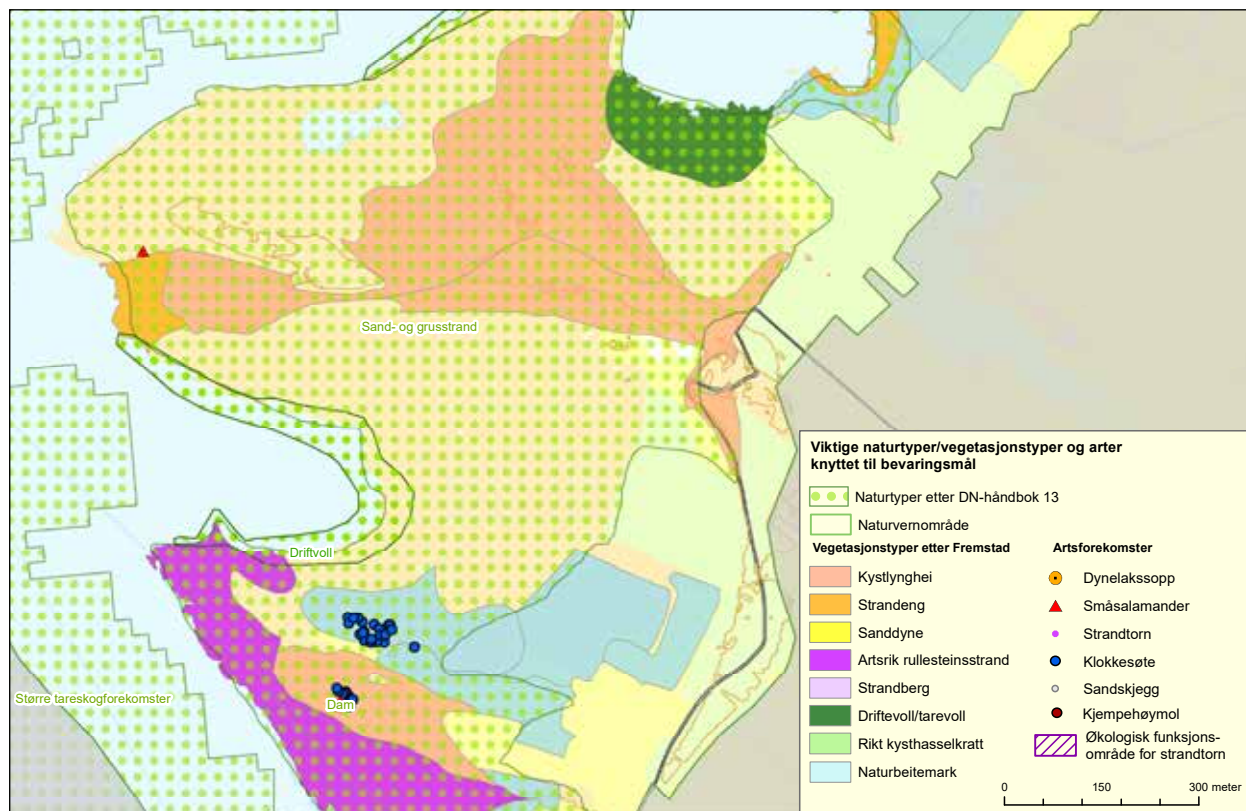 Sand- og grusstrand
Driftvoll
Større tareskogforekomster
Dam
Viktige naturtyper/vegetasjonstyper og arter
knyttet til bevaringsmål
Naturtyper etter DN-håndbok 13
Naturvernområde
Vegetasjonstyper etter Fremstad
Kystlynghei
Strandeng
Sanddyne
Artsrik rullesteinsstrand
Strandberg
Driftevoll/tarevoll
Rikt kysthasselkratt
Naturbeitemark
Artsforekomster
Dynelakssopp
Småsalamander
Strandtorn
Klokkesøte
Sandskjegg
Kjempehøymol
Økologisk funksjons-
område for strandtorn
0 150 300 meter